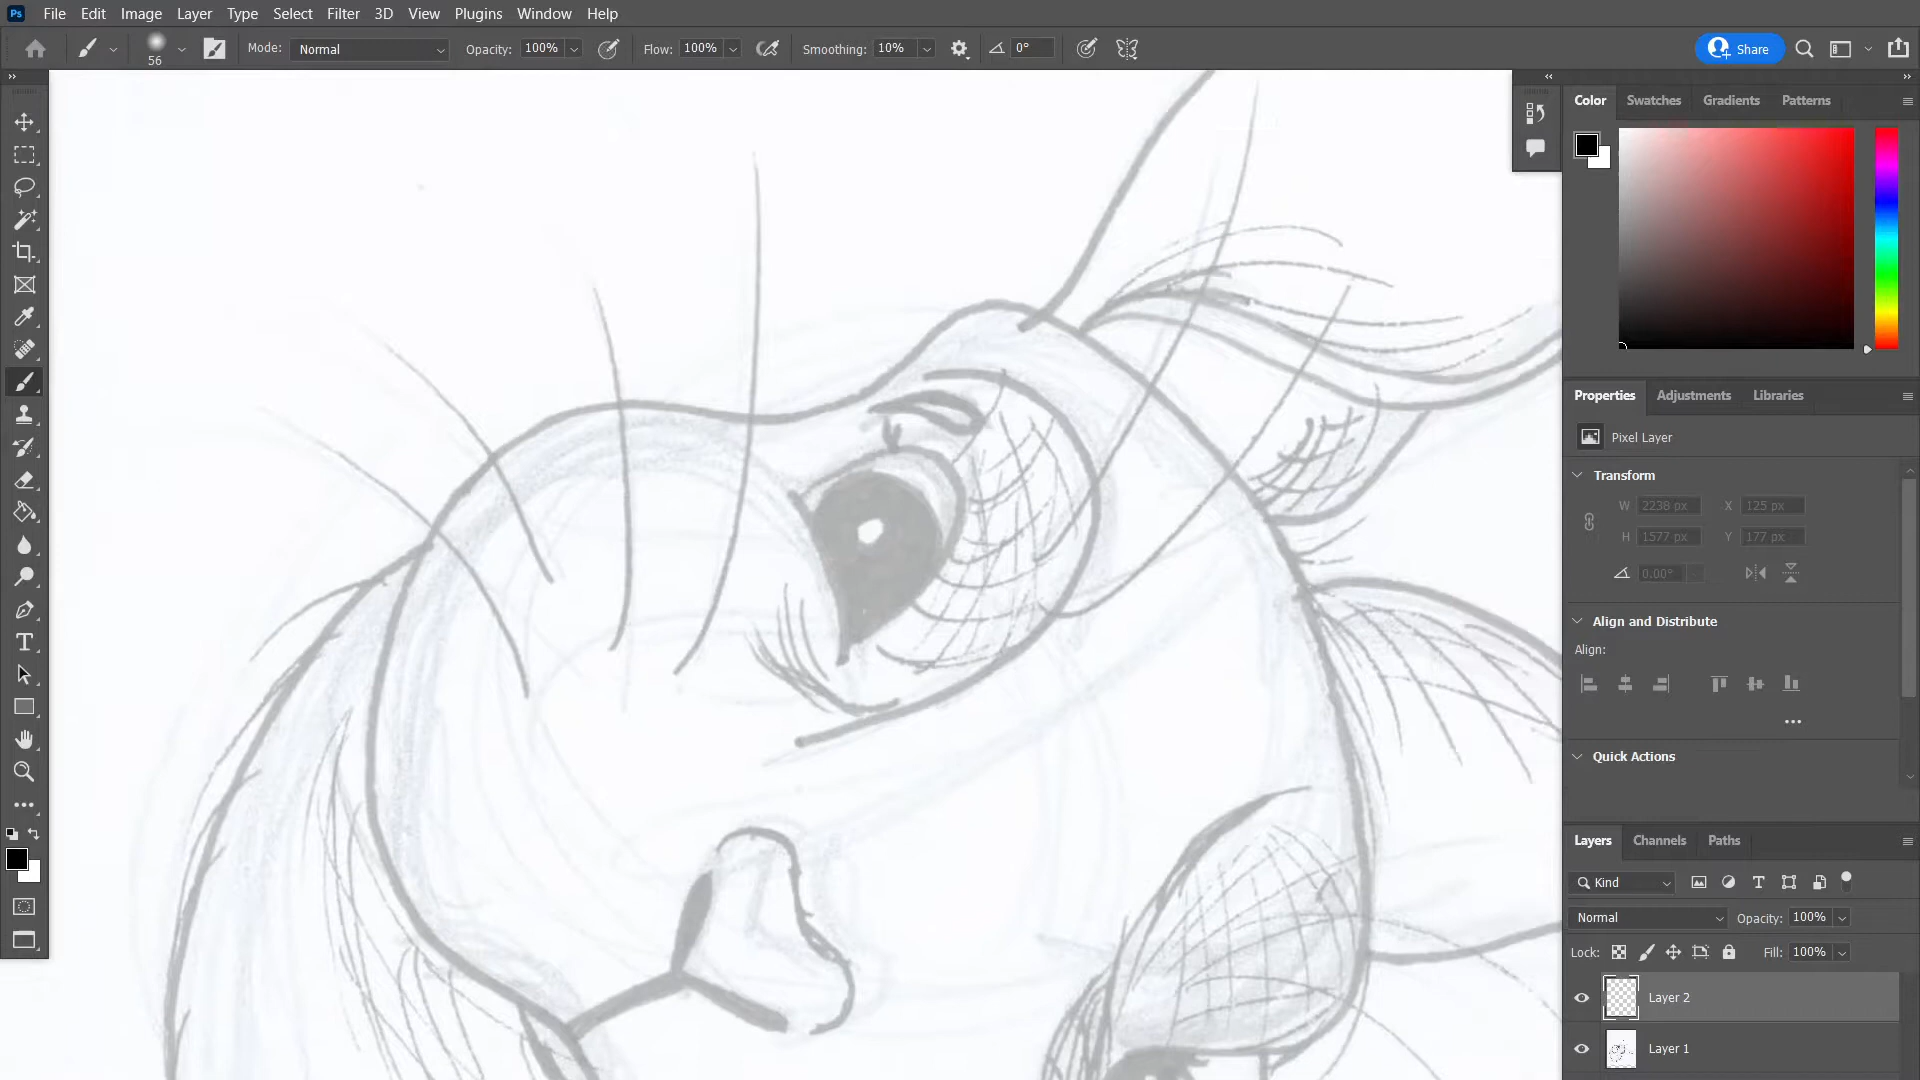 Ps File Edit Image Layer Type Select Filter 3D View Plugins Window Help
56 Mode: Normal Opacity: 100% Flow: 100% Smoothing: 10% 0° Share
Color Swatches Gradients Patterns
Properties Adjustments Libraries
Pixel Layer
Transform
W 2238 px X 125 px
H 1577 px Y 177 px
0.00°
Align and Distribute
Align:
Quick Actions
Layers Channels Paths
Kind
Normal Opacity: 100%
Lock: Fill: 100%
Layer 2
Layer 1